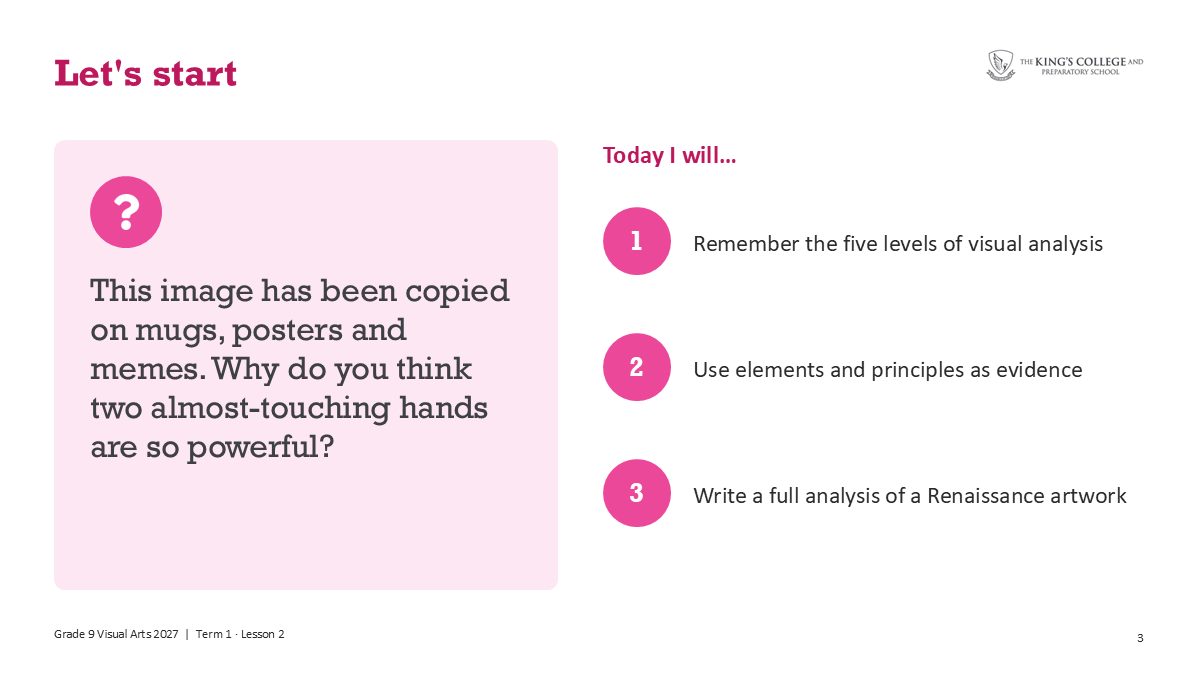 Let's start
THE KING'S COLLEGE AND
PREPARATORY SCHOOL
?
This image has been copied
on mugs, posters and
memes. Why do you think
two almost-touching hands
are so powerful?
Today I will...
1
Remember the five levels of visual analysis
2
Use elements and principles as evidence
3
Write a full analysis of a Renaissance artwork
Grade 9 Visual Arts 2027 | Term 1 · Lesson 2
3